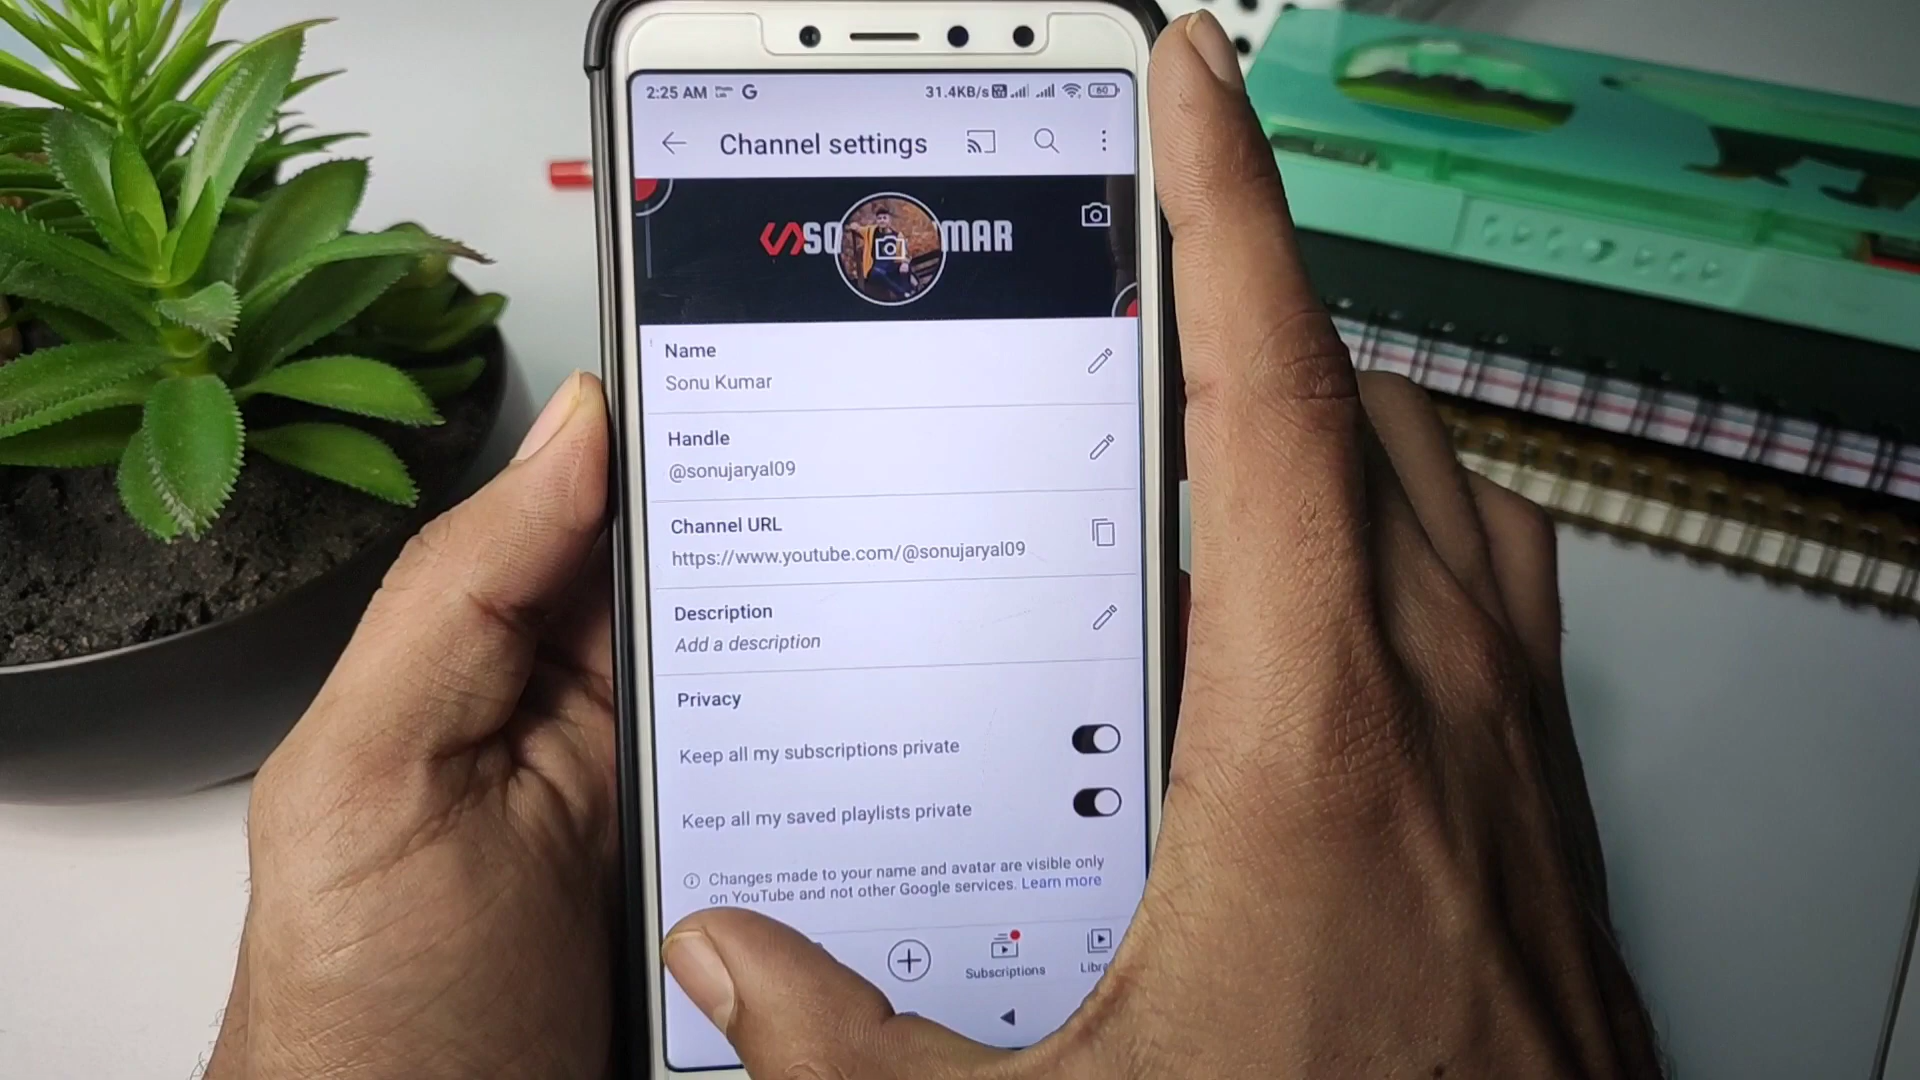 2:25 AM G 31.4KB/s 60
Channel settings
SO MAR
Name
Sonu Kumar
Handle
@sonujaryal09
Channel URL
https://www.youtube.com/@sonujaryal09
Description
Add a description
Privacy
Keep all my subscriptions private
Keep all my saved playlists private
Changes made to your name and avatar are visible only
on YouTube and not other Google services. Learn more
Subscriptions